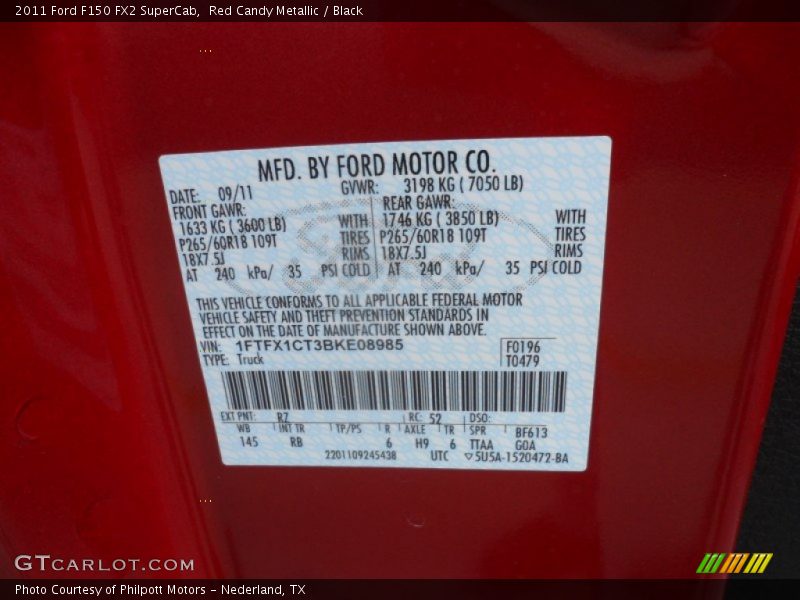 2011 Ford F150 FX2 SuperCab,  Red Candy Metallic / Black
MFD. BY FORD MOTOR CO.
DATE: 09/11 GVWR: 3198 KG ( 7050 LB)
FRONT GAWR: REAR GAWR:
1633 KG ( 3600 LB) WITH 1746 KG ( 3850 LB) WITH
P265/60R18 109T TIRES P265/60R18 109T TIRES
18X7.5J RIMS 18X7.5J RIMS
AT 240 kPa/ 35 PSI COLD AT 240 kPa/ 35 PSI COLD
THIS VEHICLE CONFORMS TO ALL APPLICABLE FEDERAL MOTOR
VEHICLE SAFETY AND THEFT PREVENTION STANDARDS IN
EFFECT ON THE DATE OF MANUFACTURE SHOWN ABOVE.
VIN: 1FTFX1CT3BKE08985 F0196
TYPE: Truck T0479
EXT PNT: RZ RC: 52 DSO:
WB INT TR TP/PS R AXLE TR SPR BF613
145 RB 6 H9 6 TTAA GOA
2201109245438 UTC ▽5U5A-1520472-BA
GTCARLOT.COM
Photo Courtesy of Philpott Motors - Nederland, TX